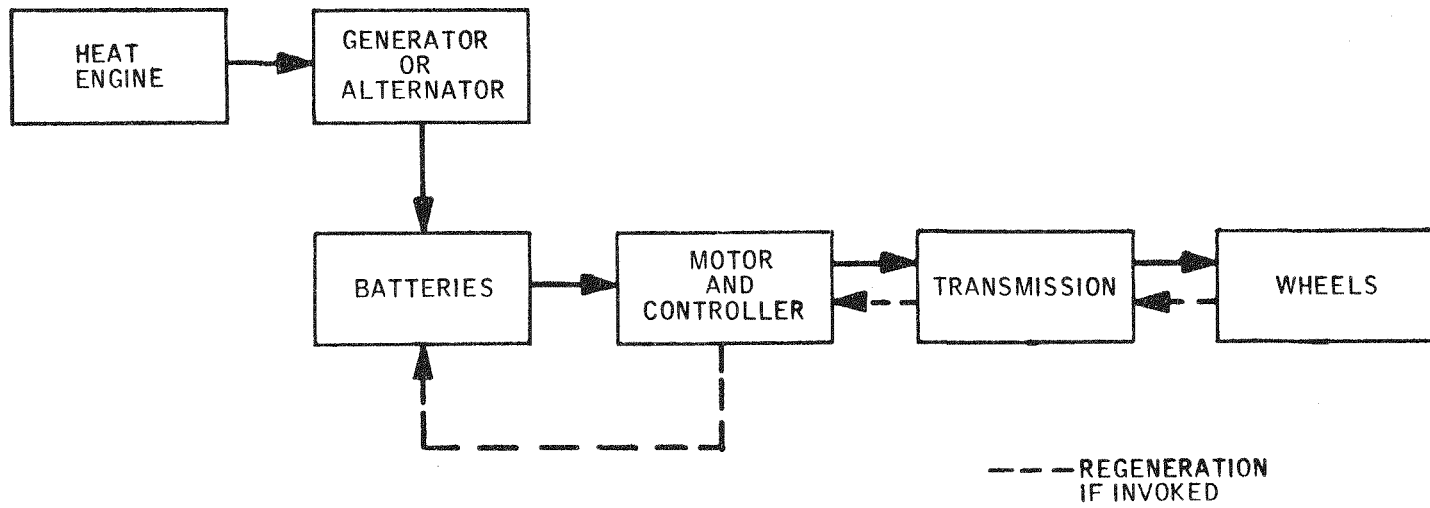 HEAT
ENGINE
GENERATOR
OR
ALTERNATOR
BATTERIES
MOTOR
AND
CONTROLLER
TRANSMISSION
WHEELS
REGENERATION
IF INVOKED